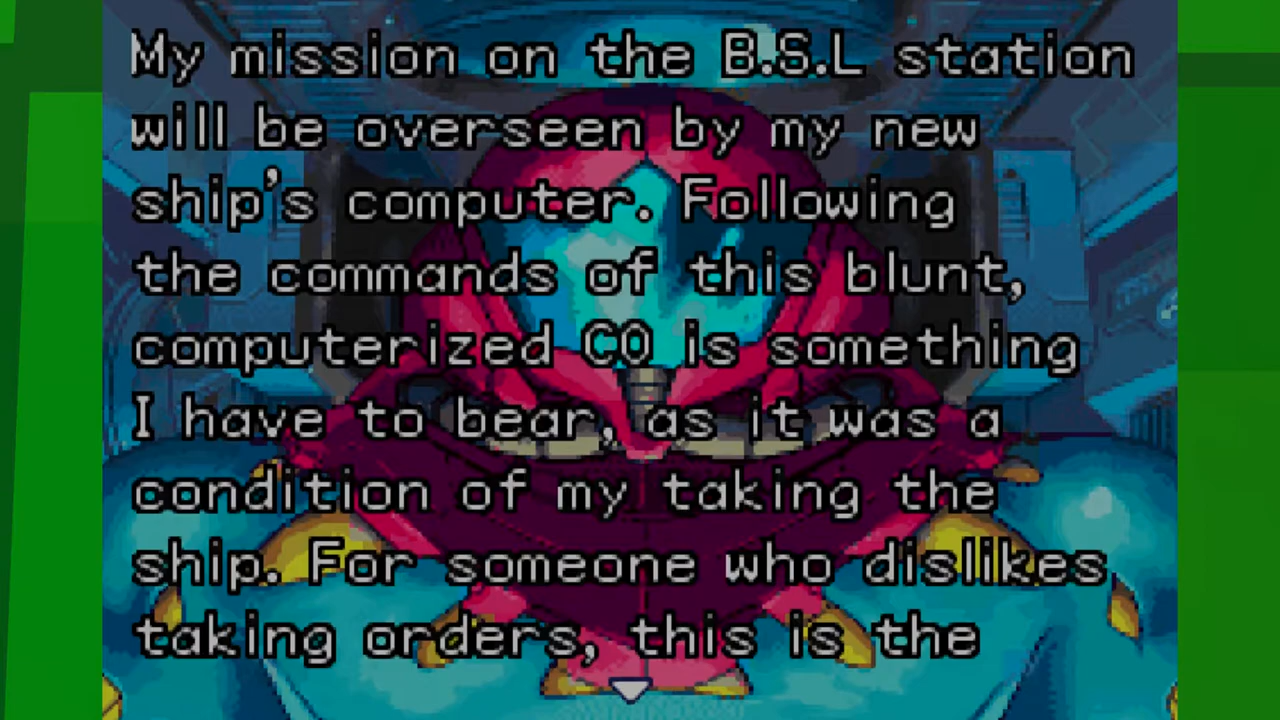 My mission on the B.S.L station
will be overseen by my new
ship's computer. Following
the commands of this blunt,
computerized CO is something
I have to bear, as it was a
condition of my taking the
ship. For someone who dislikes
taking orders, this is the